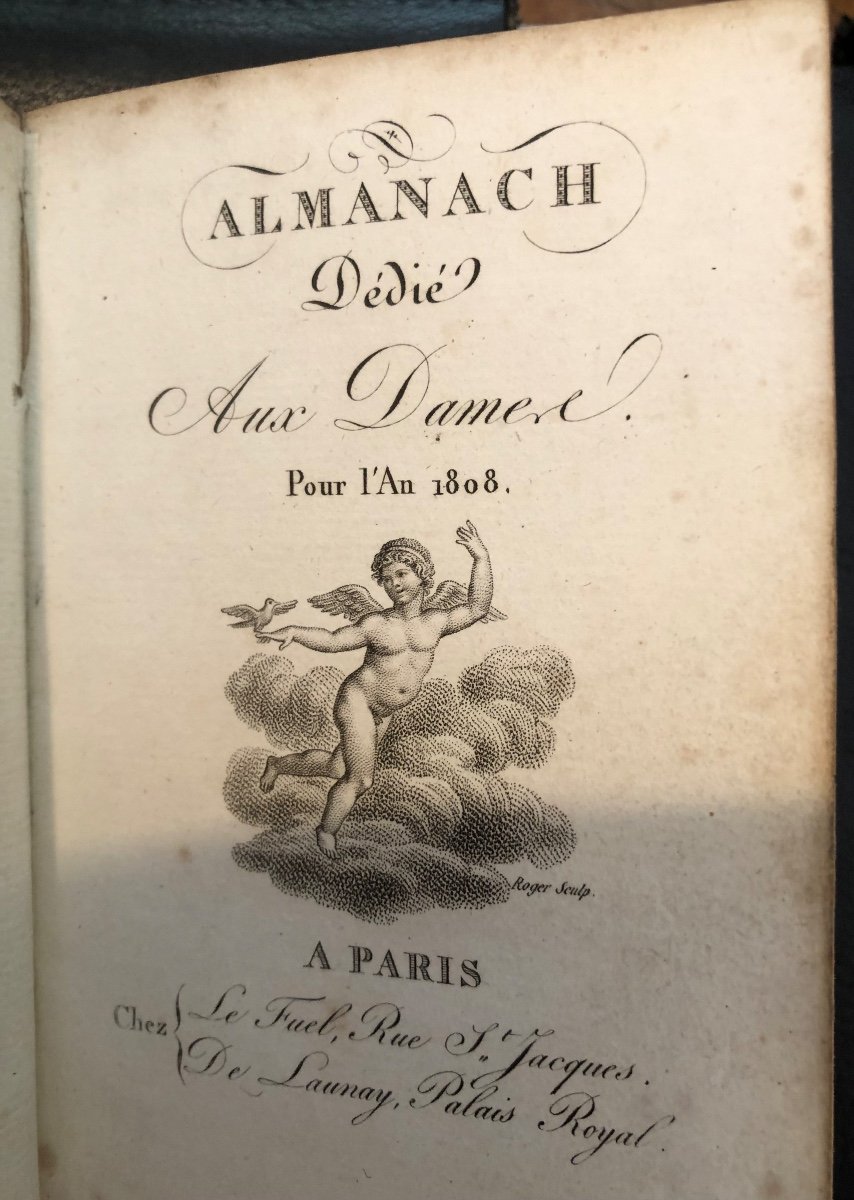 ALMANACH
Dédié
Aux Dames.
Pour l'An 1808.
Roger Sculp.
A PARIS
Chez { Le Fuel, Rue St. Jacques.
De Launay, Palais Royal.